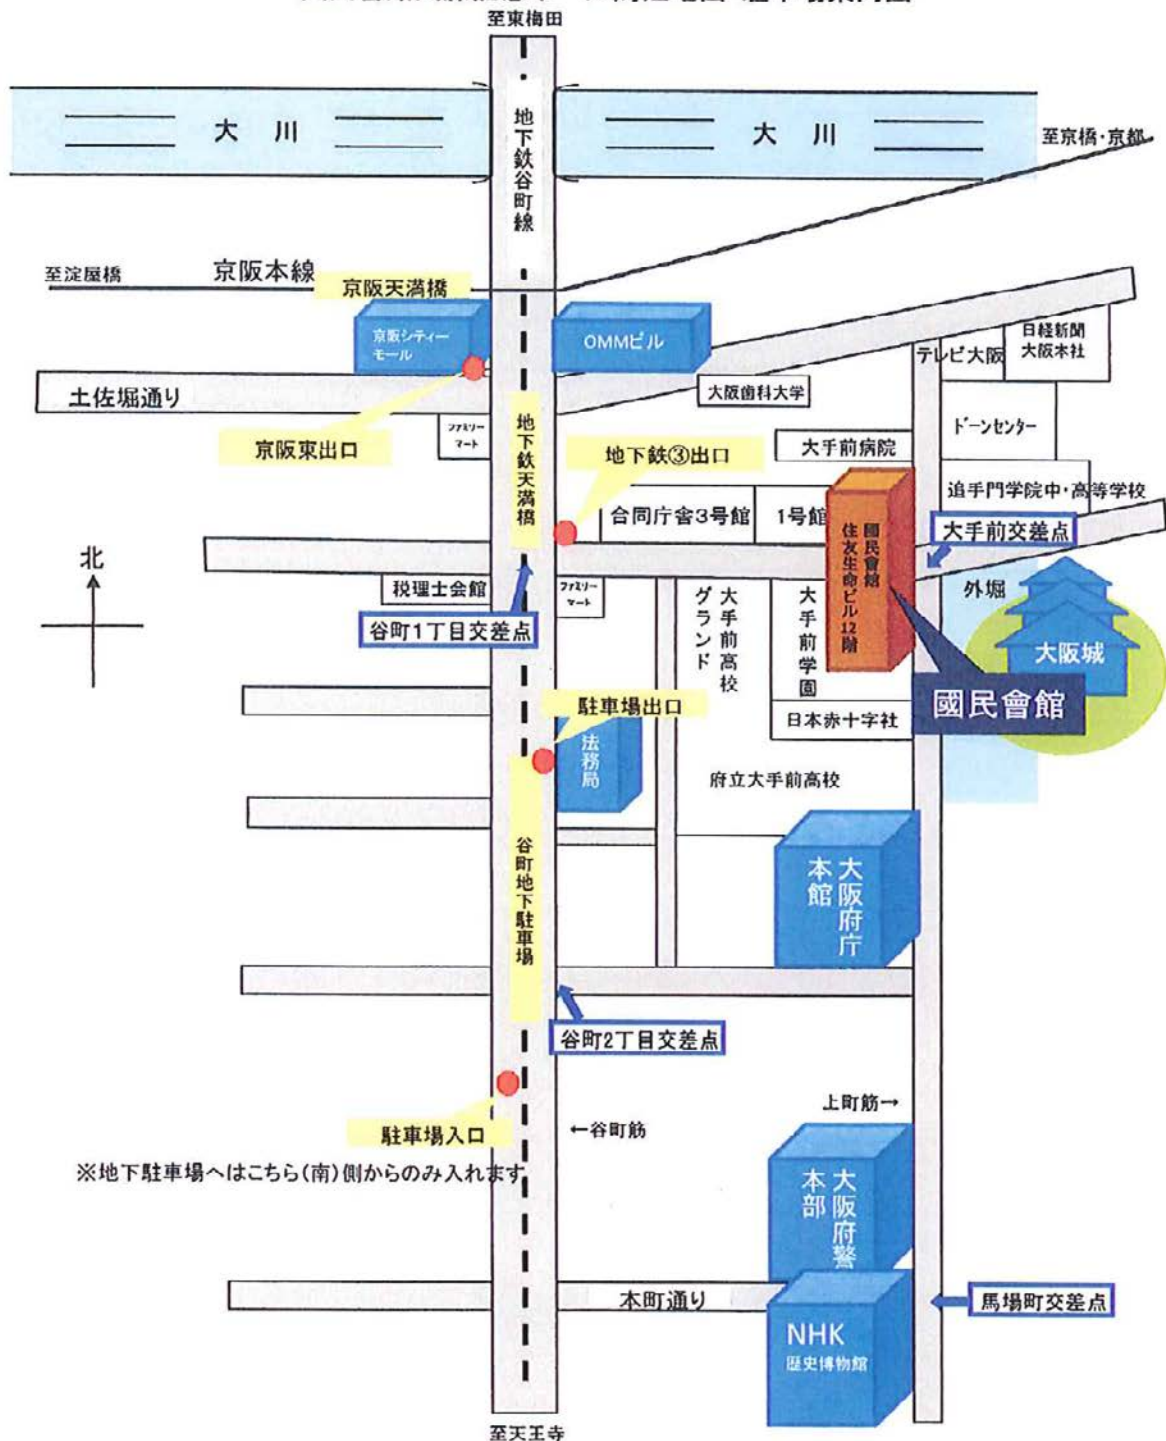 至東梅田
大川
大川
地下鉄谷町線
至京橋・京都
至淀屋橋
京阪本線
京阪天満橋
京阪シティー
モール
OMMビル
日経新聞
大阪本社
テレビ大阪
土佐堀通り
大阪歯科大学
ファミリー
マート
地下鉄天満橋
ドーンセンター
京阪東出口
地下鉄③出口
大手前病院
追手門学院中・高等学校
合同庁舎3号館
1号館
國民會館
住友生命ビル12階
大手前交差点
北
税理士会館
ファミリー
マート
大手前高校
グランド
大手前学園
外堀
谷町1丁目交差点
大阪城
國民會館
駐車場出口
日本赤十字社
法務局
府立大手前高校
谷町地下駐車場
大阪府庁
本館
谷町2丁目交差点
上町筋→
駐車場入口
←谷町筋
※地下駐車場へはこちら(南)側からのみ入れます
大阪府警
本部
本町通り
馬場町交差点
NHK
歴史博物館
至天王寺